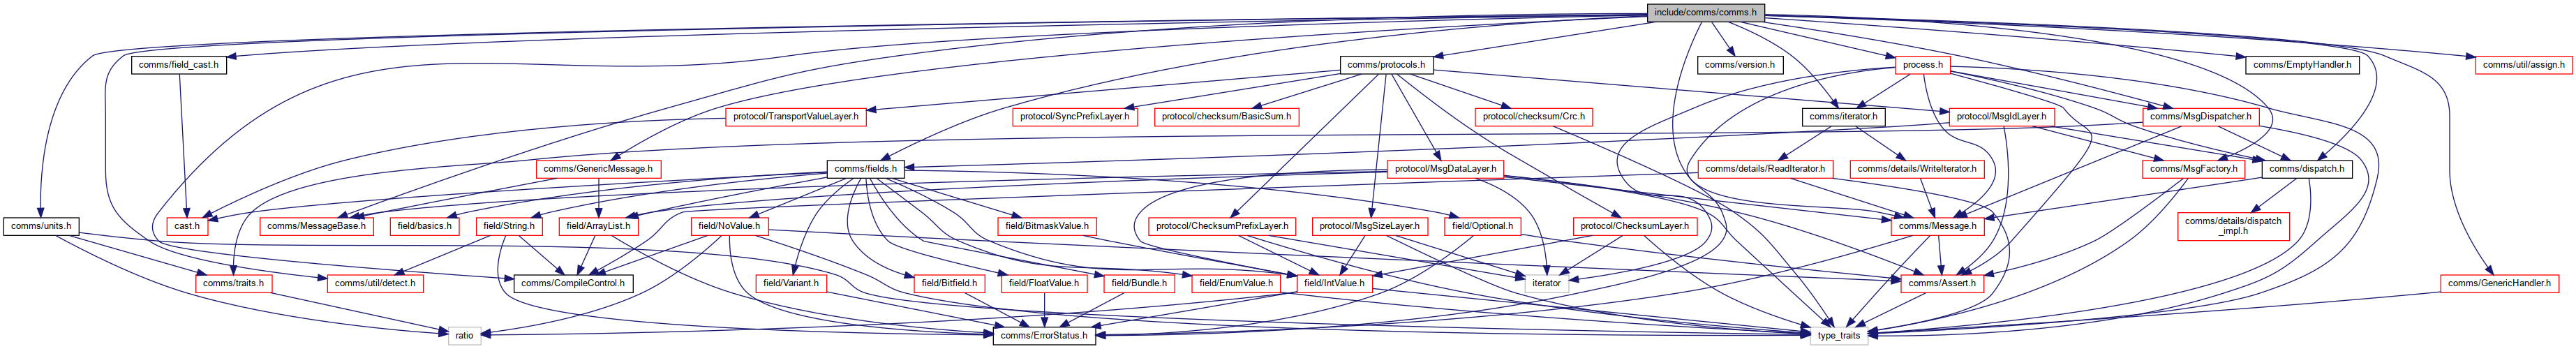 include/comms/comms.h
comms/field_cast.h
comms/protocols.h
comms/version.h
process.h
comms/EmptyHandler.h
comms/util/assign.h
protocol/TransportValueLayer.h
protocol/SyncPrefixLayer.h
protocol/checksum/BasicSum.h
protocol/checksum/Crc.h
comms/iterator.h
protocol/MsgIdLayer.h
comms/MsgDispatcher.h
comms/GenericMessage.h
comms/fields.h
protocol/MsgDataLayer.h
comms/details/ReadIterator.h
comms/details/WriteIterator.h
comms/MsgFactory.h
comms/dispatch.h
comms/units.h
cast.h
comms/MessageBase.h
field/basics.h
field/String.h
field/ArrayList.h
field/NoValue.h
field/BitmaskValue.h
protocol/ChecksumPrefixLayer.h
protocol/MsgSizeLayer.h
field/Optional.h
protocol/ChecksumLayer.h
comms/Message.h
comms/details/dispatch
_impl.h
comms/traits.h
comms/util/detect.h
comms/CompileControl.h
field/Variant.h
field/Bitfield.h
field/FloatValue.h
field/Bundle.h
field/EnumValue.h
field/IntValue.h
iterator
comms/Assert.h
comms/GenericHandler.h
ratio
comms/ErrorStatus.h
type_traits